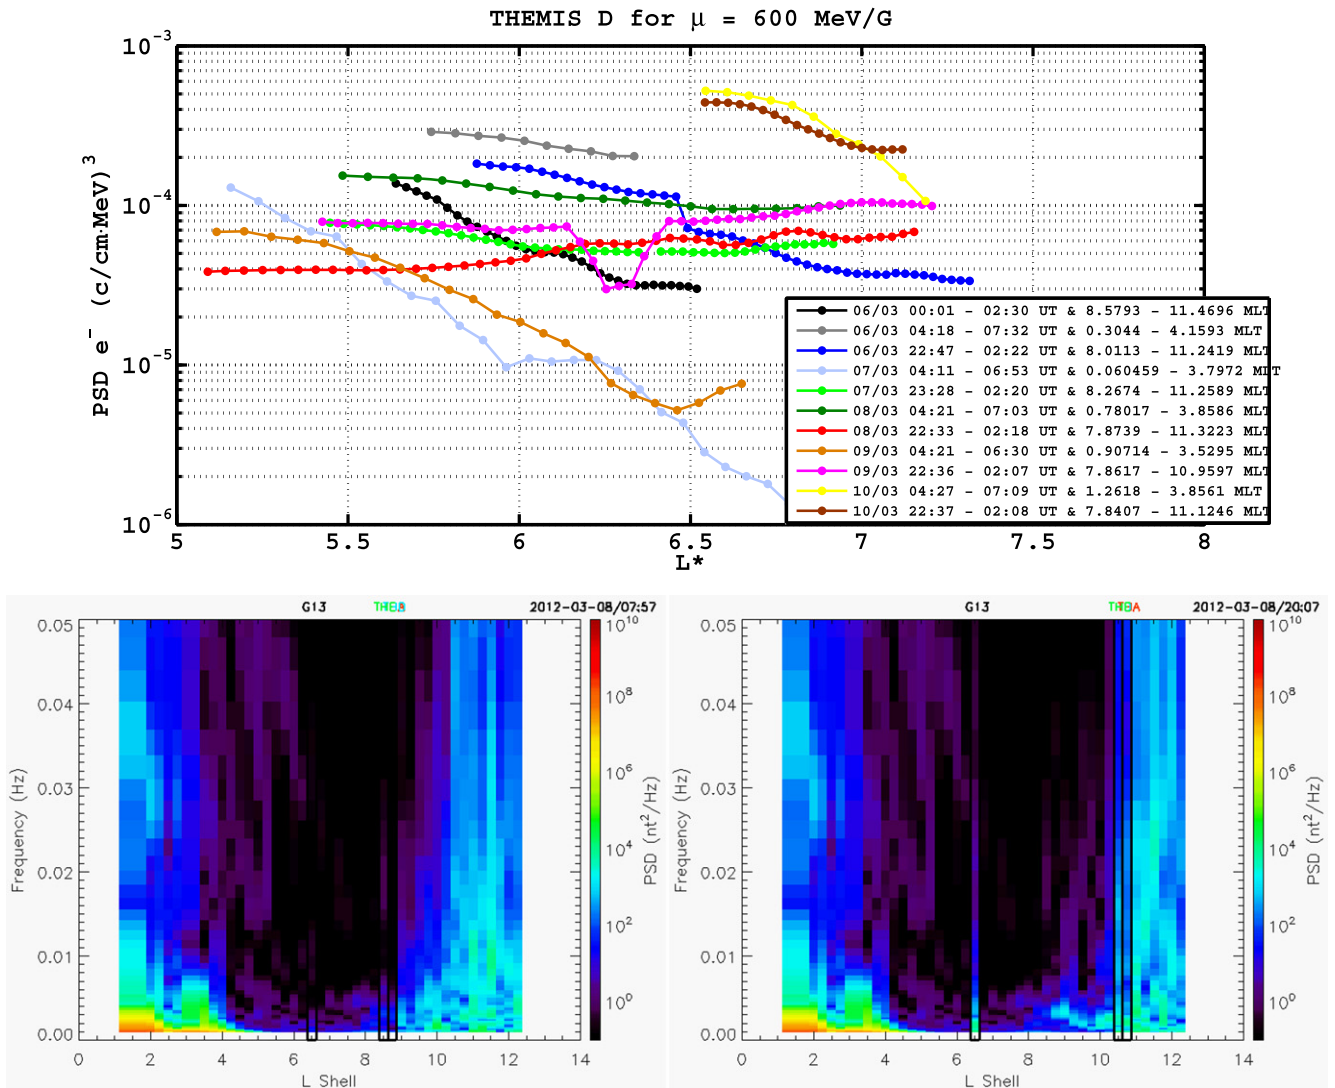 THEMIS D for μ = 600 MeV/G
10⁻³
10⁻⁴
10⁻⁵
10⁻⁶
PSD e⁻ (c/cm·MeV)³
5 5.5 6 6.5 7 7.5 8
L*
06/03 00:01 - 02:30 UT & 8.5793 - 11.4696 MLT
06/03 04:18 - 07:32 UT & 0.3044 - 4.1593 MLT
06/03 22:47 - 02:22 UT & 8.0113 - 11.2419 MLT
07/03 04:11 - 06:53 UT & 0.060459 - 3.7972 MLT
07/03 23:28 - 02:20 UT & 8.2674 - 11.2589 MLT
08/03 04:21 - 07:03 UT & 0.78017 - 3.8586 MLT
08/03 22:33 - 02:18 UT & 7.8739 - 11.3223 MLT
09/03 04:21 - 06:30 UT & 0.90714 - 3.5295 MLT
09/03 22:36 - 02:07 UT & 7.8617 - 10.9597 MLT
10/03 04:27 - 07:09 UT & 1.2618 - 3.8561 MLT
10/03 22:37 - 02:08 UT & 7.8407 - 11.1246 MLT
G13 2012-03-08/07:57
0.05
0.04
0.03
0.02
0.01
0.00
Frequency (Hz)
0 2 4 6 8 10 12 14
L Shell
10¹⁰
10⁸
10⁶
10⁴
10²
10⁰
PSD (nt²/Hz)
G13 2012-03-08/20:07
0.05
0.04
0.03
0.02
0.01
0.00
Frequency (Hz)
0 2 4 6 8 10 12 14
L Shell
10¹⁰
10⁸
10⁶
10⁴
10²
10⁰
PSD (nt²/Hz)